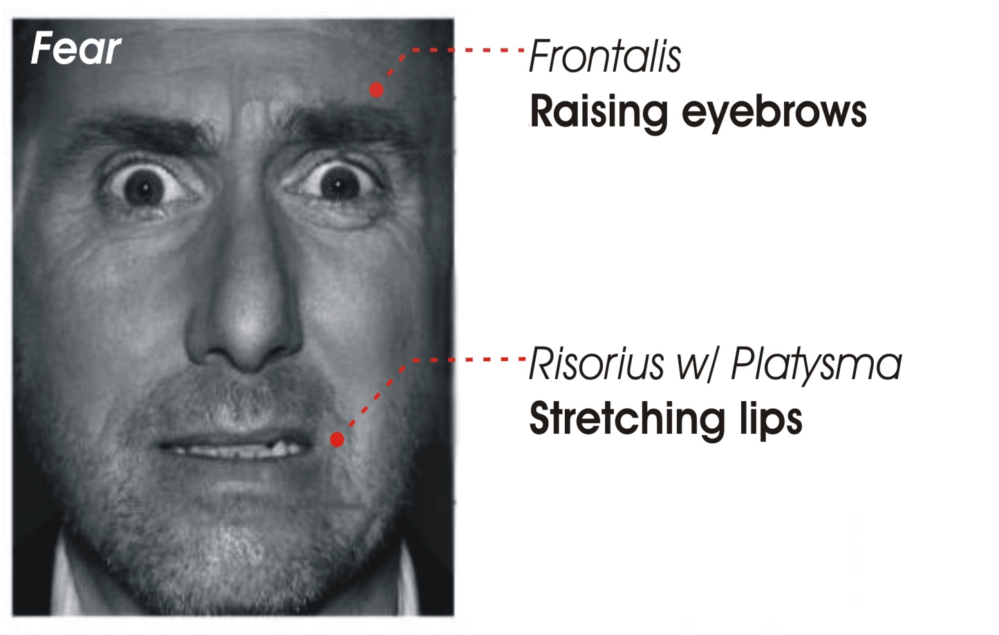 Fear
Frontalis
Raising eyebrows
Risorius w/ Platysma
Stretching lips